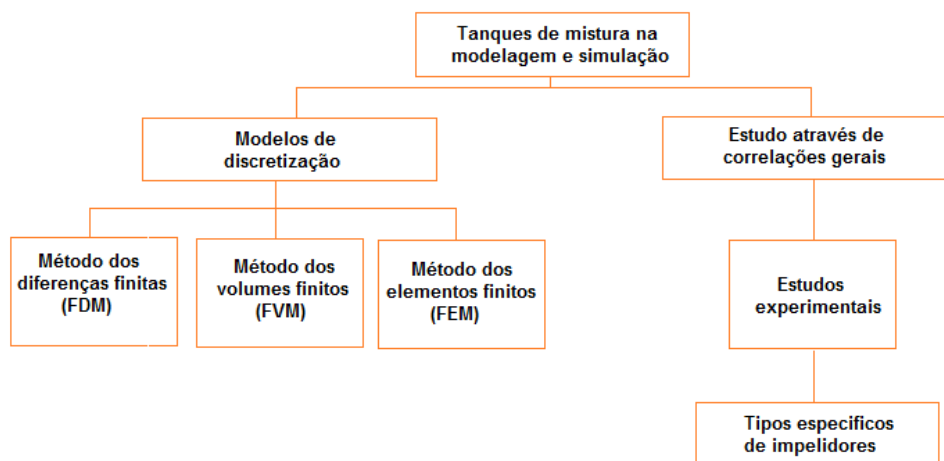 Tanques de mistura na
modelagem e simulação
Modelos de
discretização
Estudo através de
correlações gerais
Método dos
diferenças finitas
(FDM)
Método dos
volumes finitos
(FVM)
Método dos
elementos finitos
(FEM)
Estudos
experimentais
Tipos especificos
de impelidores